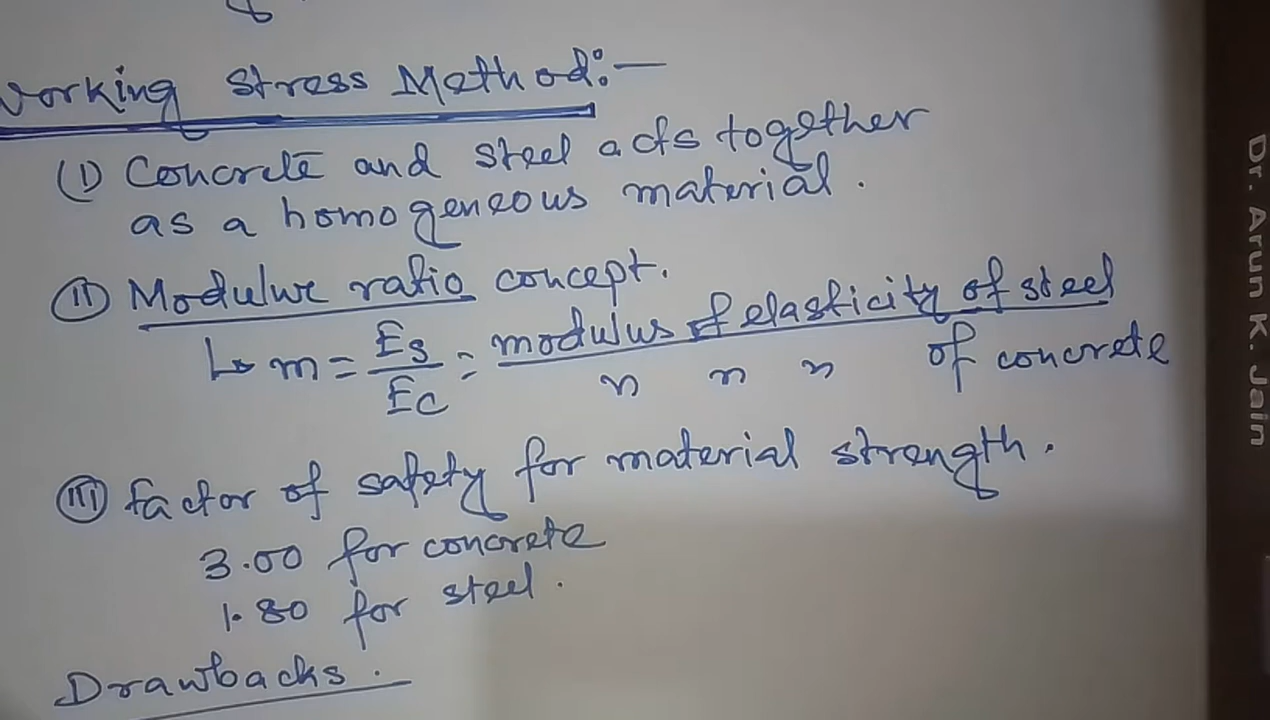 Working Stress Method:-
(I) Concrete and steel acts together
as a homogeneous material.
(II) Modular ratio concept.
↳ m = Es/Ec = modulus of elasticity of steel / " " " of concrete
(III) factor of safety for material strength.
3.00 for concrete
1.80 for steel.
Drawbacks.
Dr. Arun K. Jain